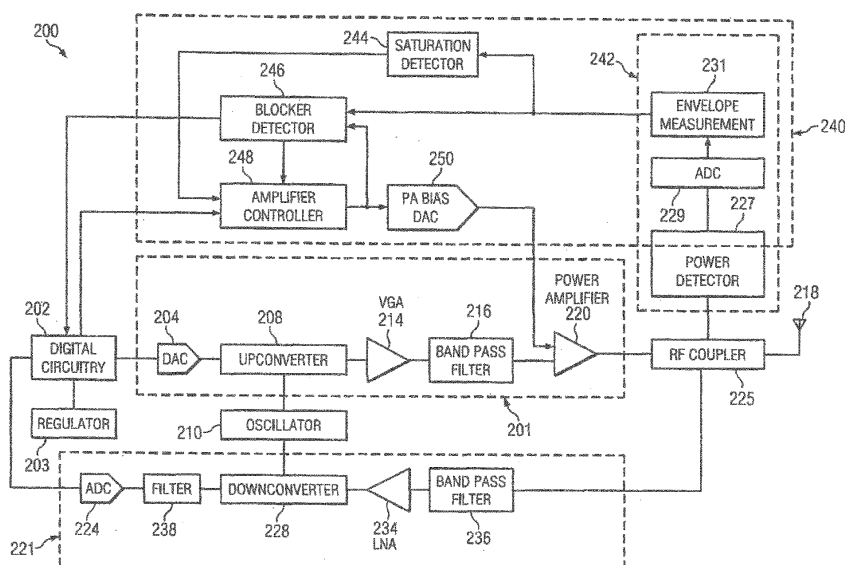 200
244
SATURATION
DETECTOR
246
BLOCKER
DETECTOR
248
AMPLIFIER
CONTROLLER
250
PA BIAS
DAC
242
231
ENVELOPE
MEASUREMENT
240
ADC
229
227
POWER
DETECTOR
202
DIGITAL
CIRCUITRY
REGULATOR
203
204
DAC
208
UPCONVERTER
VGA
214
216
BAND PASS
FILTER
POWER
AMPLIFIER
220
218
RF COUPLER
225
201
210
OSCILLATOR
ADC
224
FILTER
238
DOWNCONVERTER
228
234
LNA
BAND PASS
FILTER
236
221